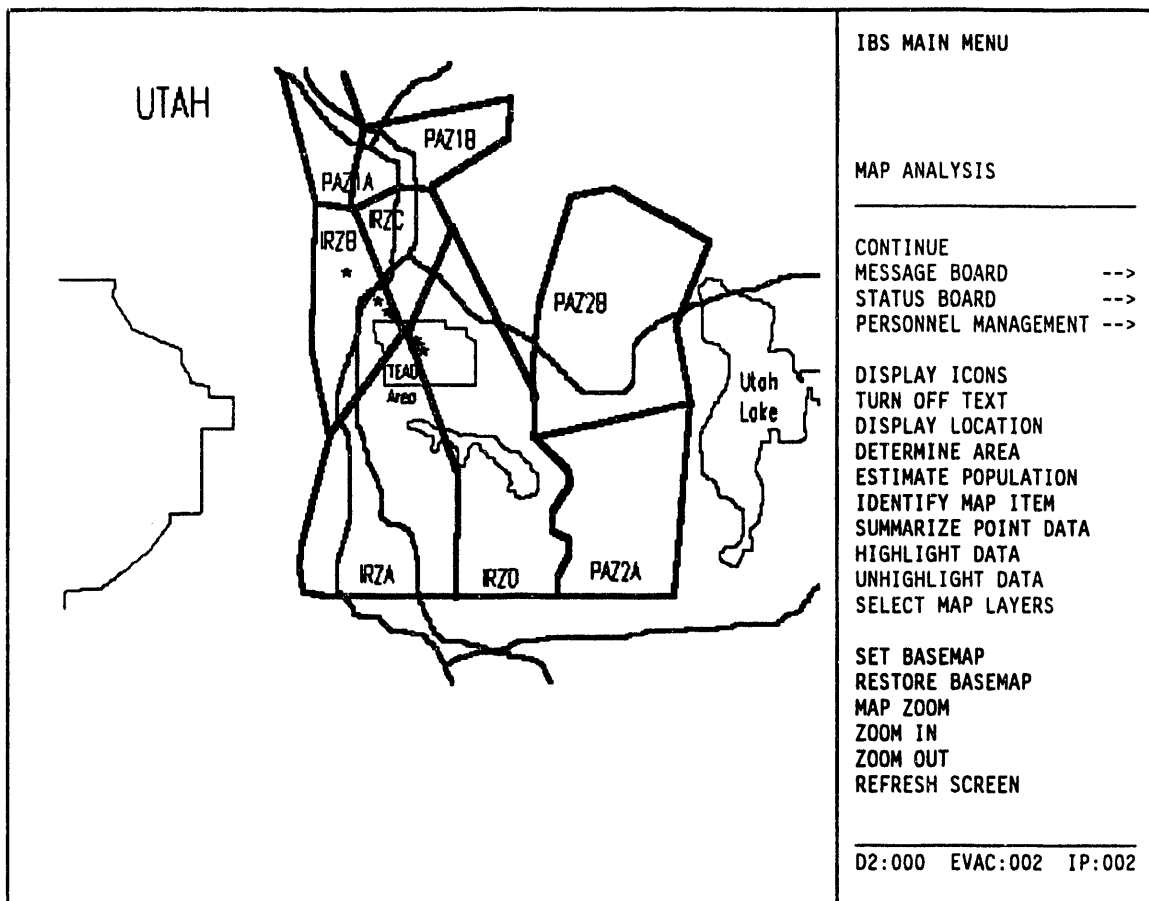 UTAH
PAZ1B
PAZ1A
IRZC
IRZB
PAZ2B
TEAD
Area
Utah
Lake
IRZA
IRZD
PAZ2A
IBS MAIN MENU
MAP ANALYSIS
CONTINUE
MESSAGE BOARD -->
STATUS BOARD -->
PERSONNEL MANAGEMENT -->
DISPLAY ICONS
TURN OFF TEXT
DISPLAY LOCATION
DETERMINE AREA
ESTIMATE POPULATION
IDENTIFY MAP ITEM
SUMMARIZE POINT DATA
HIGHLIGHT DATA
UNHIGHLIGHT DATA
SELECT MAP LAYERS
SET BASEMAP
RESTORE BASEMAP
MAP ZOOM
ZOOM IN
ZOOM OUT
REFRESH SCREEN
D2:000 EVAC:002 IP:002